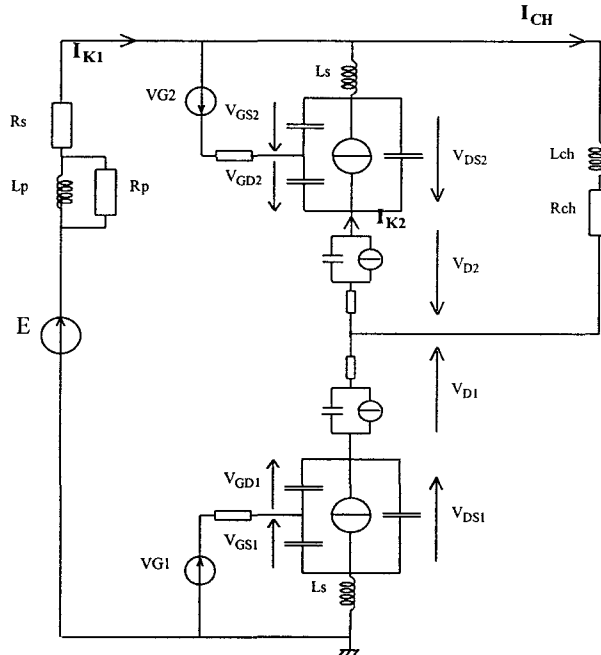 I_CH
I_K1
Ls
VG2
V_GS2
Rs
Lch
V_DS2
Lp
Rp
V_GD2
Rch
I_K2
V_D2
E
V_D1
V_GD1
V_DS1
V_GS1
VG1
Ls